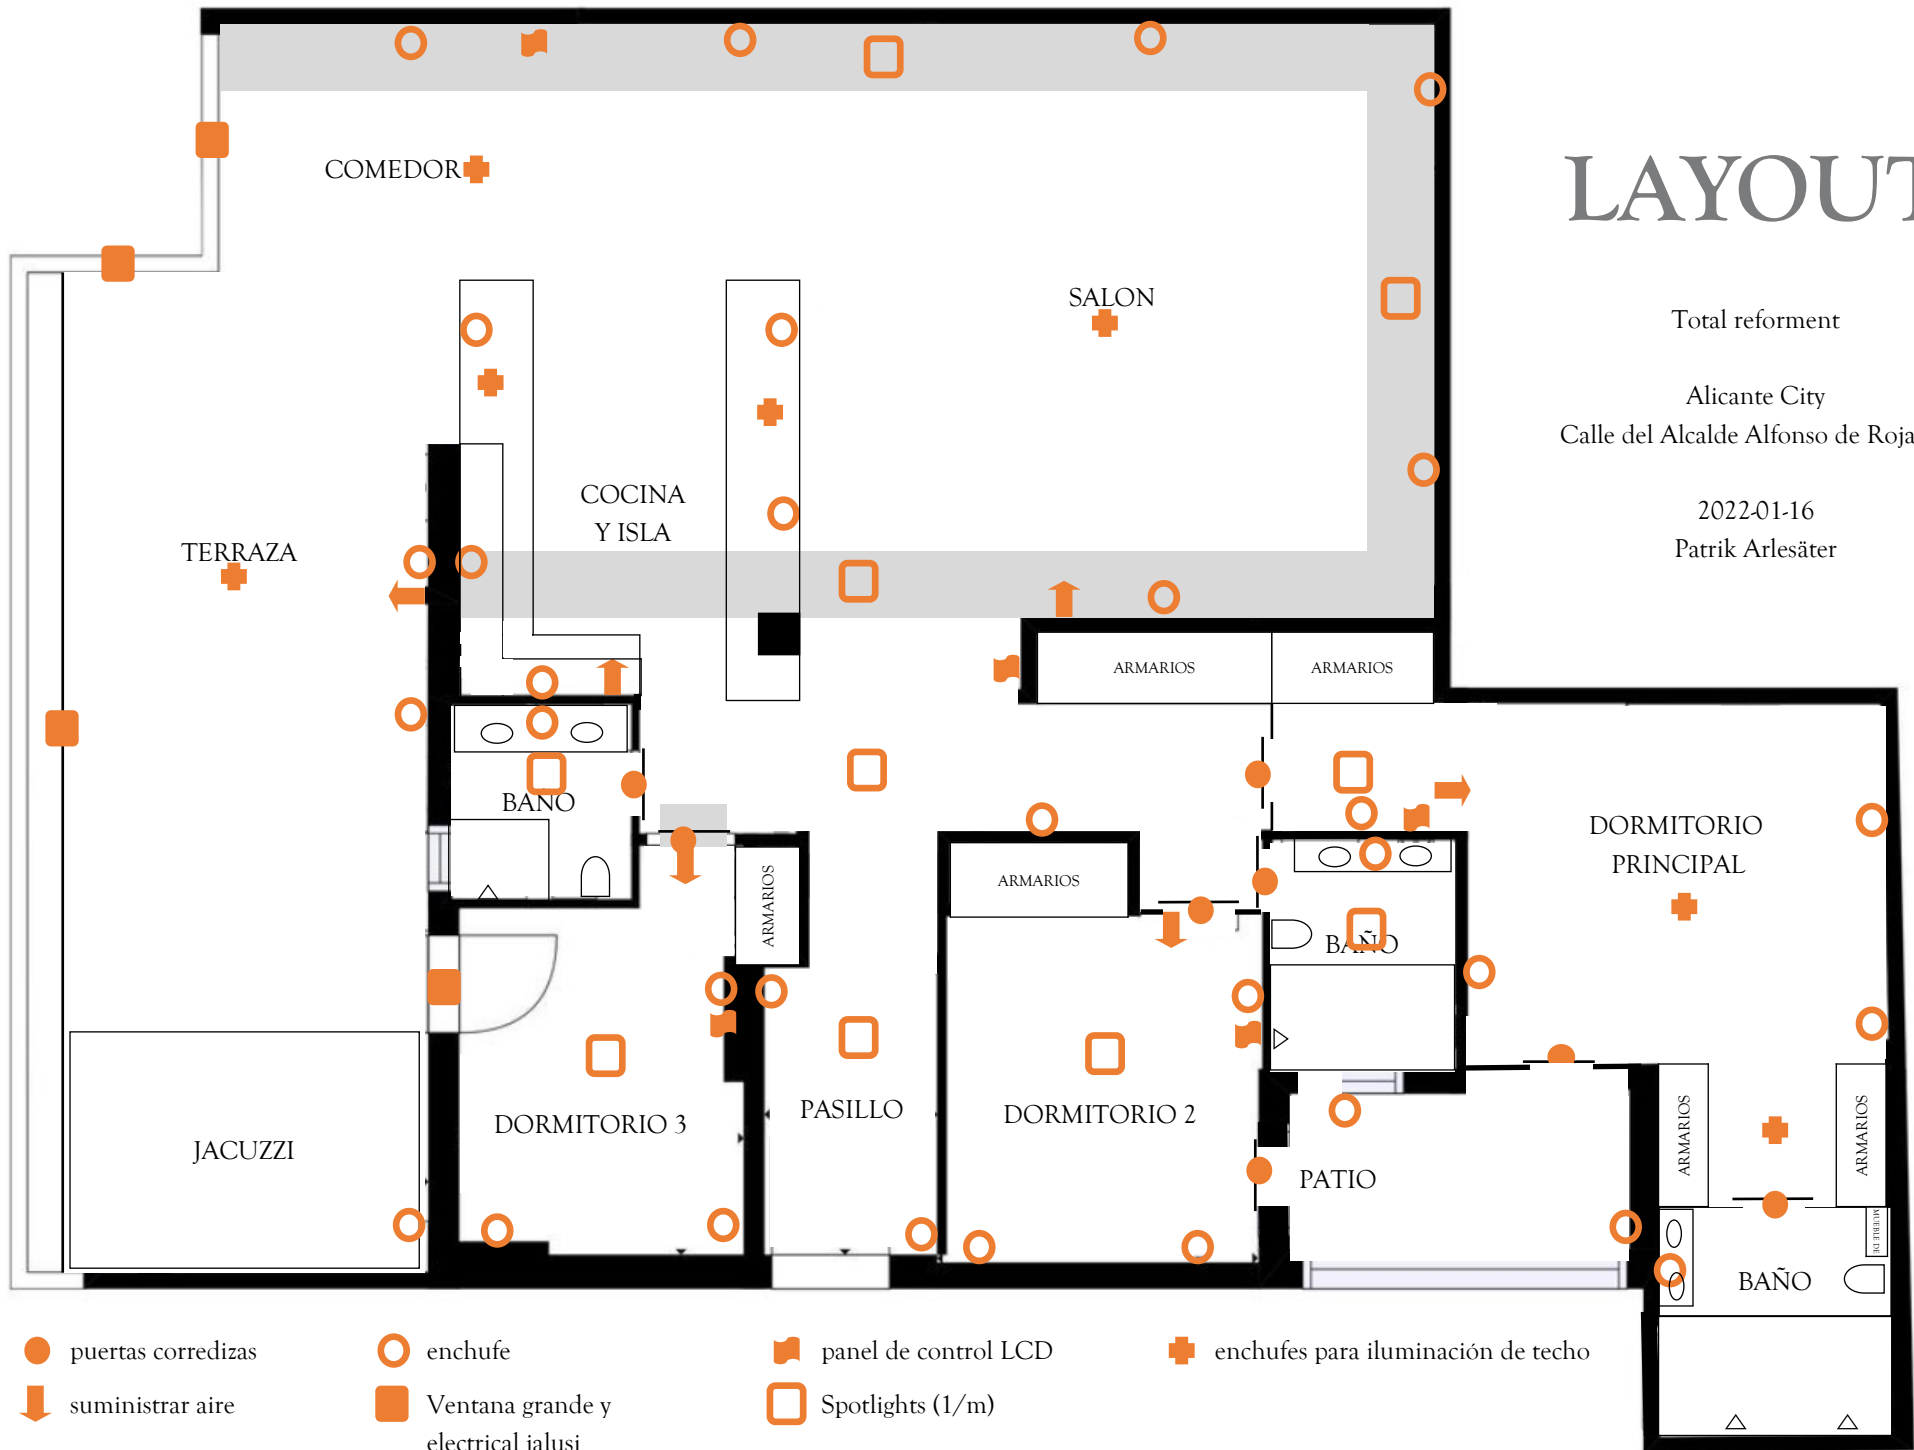 LAYOUT
COMEDOR
SALON
Total reforment
Alicante City
Calle del Alcalde Alfonso de Roja
COCINA
Y ISLA
2022-01-16
Patrik Arlesäter
TERRAZA
ARMARIOS
ARMARIOS
BAÑO
DORMITORIO
PRINCIPAL
ARMARIOS
ARMARIOS
BAÑO
PASILLO
DORMITORIO 2
DORMITORIO 3
JACUZZI
PATIO
ARMARIOS
ARMARIOS
MUEBLE DE
BAÑO
puertas corredizas
enchufe
panel de control LCD
enchufes para iluminación de techo
suministrar aire
Ventana grande y
electrical jalusi
Spotlights (1/m)